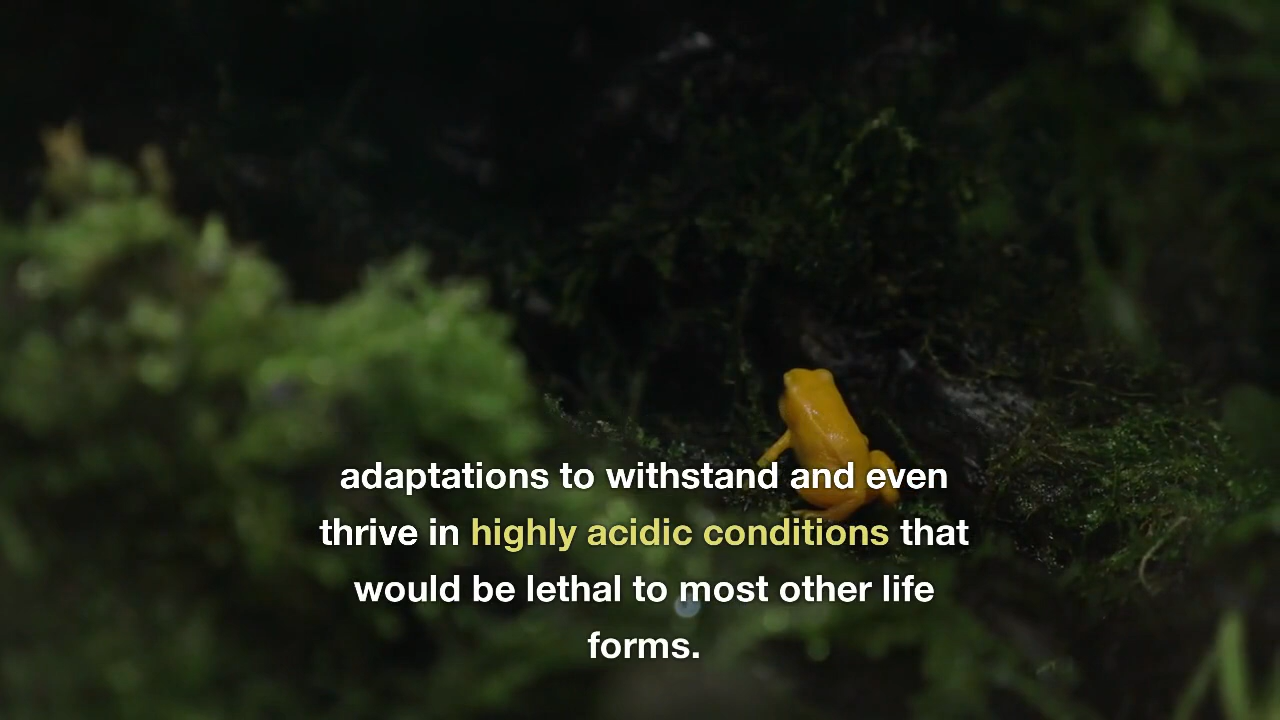 adaptations to withstand and even
thrive in highly acidic conditions that
would be lethal to most other life
forms.